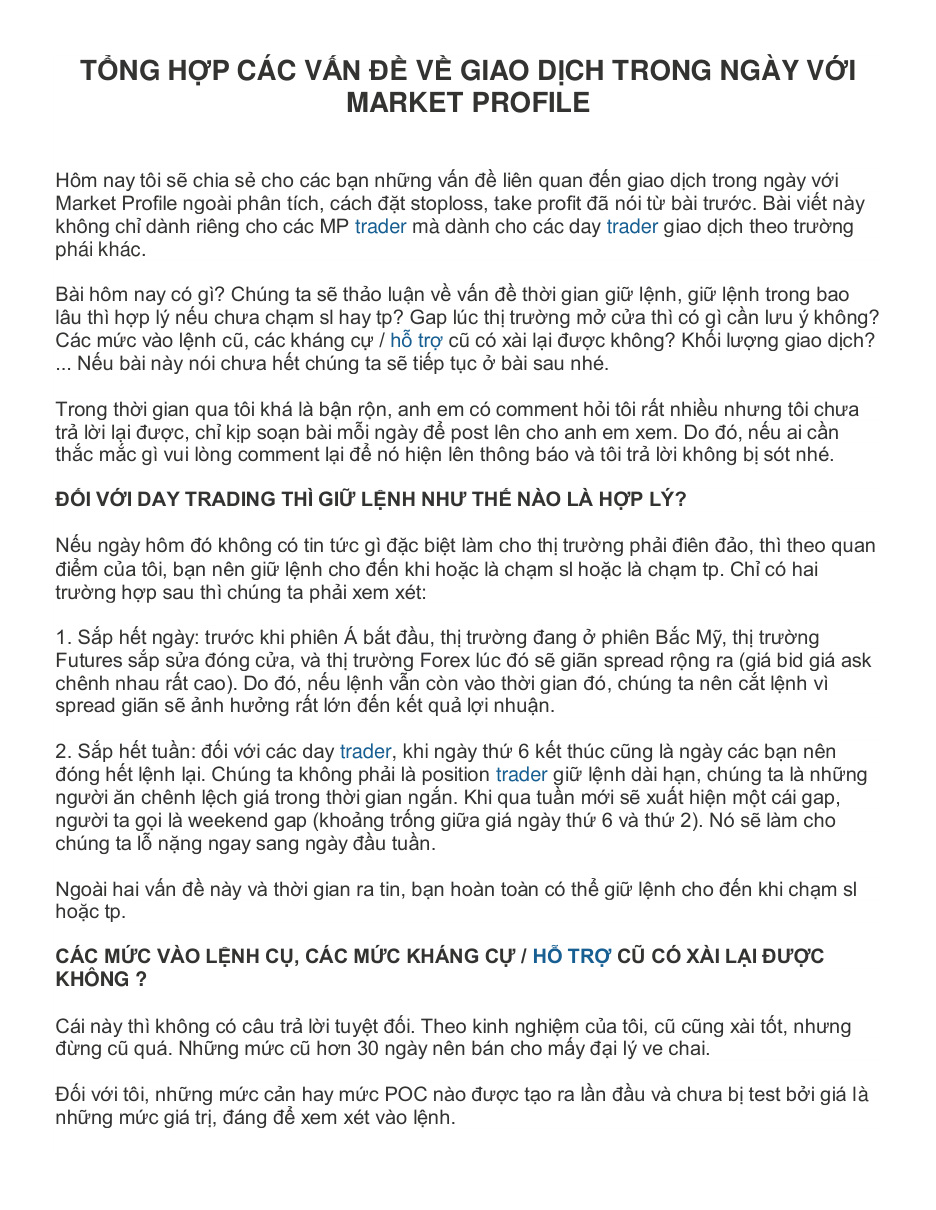 TỔNG HỢP CÁC VẤN ĐỀ VỀ GIAO DỊCH TRONG NGÀY VỚI
MARKET PROFILE
Hôm nay tôi sẽ chia sẻ cho các bạn những vấn đề liên quan đến giao dịch trong ngày với
Market Profile ngoài phân tích, cách đặt stoploss, take profit đã nói từ bài trước. Bài viết này
không chỉ dành riêng cho các MP trader mà dành cho các day trader giao dịch theo trường
phái khác.
Bài hôm nay có gì? Chúng ta sẽ thảo luận về vấn đề thời gian giữ lệnh, giữ lệnh trong bao
lâu thì hợp lý nếu chưa chạm sl hay tp? Gap lúc thị trường mở cửa thì có gì cần lưu ý không?
Các mức vào lệnh cũ, các kháng cự / hỗ trợ cũ có xài lại được không? Khối lượng giao dịch?
... Nếu bài này nói chưa hết chúng ta sẽ tiếp tục ở bài sau nhé.
Trong thời gian qua tôi khá là bận rộn, anh em có comment hỏi tôi rất nhiều nhưng tôi chưa
trả lời lại được, chỉ kịp soạn bài mỗi ngày để post lên cho anh em xem. Do đó, nếu ai cần
thắc mắc gì vui lòng comment lại để nó hiện lên thông báo và tôi trả lời không bị sót nhé.
ĐỐI VỚI DAY TRADING THÌ GIỮ LỆNH NHƯ THẾ NÀO LÀ HỢP LÝ?
Nếu ngày hôm đó không có tin tức gì đặc biệt làm cho thị trường phải điên đảo, thì theo quan
điểm của tôi, bạn nên giữ lệnh cho đến khi hoặc là chạm sl hoặc là chạm tp. Chỉ có hai
trường hợp sau thì chúng ta phải xem xét:
1. Sắp hết ngày: trước khi phiên Á bắt đầu, thị trường đang ở phiên Bắc Mỹ, thị trường
Futures sắp sửa đóng cửa, và thị trường Forex lúc đó sẽ giãn spread rộng ra (giá bid giá ask
chênh nhau rất cao). Do đó, nếu lệnh vẫn còn vào thời gian đó, chúng ta nên cắt lệnh vì
spread giãn sẽ ảnh hưởng rất lớn đến kết quả lợi nhuận.
2. Sắp hết tuần: đối với các day trader, khi ngày thứ 6 kết thúc cũng là ngày các bạn nên
đóng hết lệnh lại. Chúng ta không phải là position trader giữ lệnh dài hạn, chúng ta là những
người ăn chênh lệch giá trong thời gian ngắn. Khi qua tuần mới sẽ xuất hiện một cái gap,
người ta gọi là weekend gap (khoảng trống giữa giá ngày thứ 6 và thứ 2). Nó sẽ làm cho
chúng ta lỗ nặng ngay sang ngày đầu tuần.
Ngoài hai vấn đề này và thời gian ra tin, bạn hoàn toàn có thể giữ lệnh cho đến khi chạm sl
hoặc tp.
CÁC MỨC VÀO LỆNH CỤ, CÁC MỨC KHÁNG CỰ / HỖ TRỢ CŨ CÓ XÀI LẠI ĐƯỢC
KHÔNG ?
Cái này thì không có câu trả lời tuyệt đối. Theo kinh nghiệm của tôi, cũ cũng xài tốt, nhưng
đừng cũ quá. Những mức cũ hơn 30 ngày nên bán cho mấy đại lý ve chai.
Đối với tôi, những mức cản hay mức POC nào được tạo ra lần đầu và chưa bị test bởi giá là
những mức giá trị, đáng để xem xét vào lệnh.